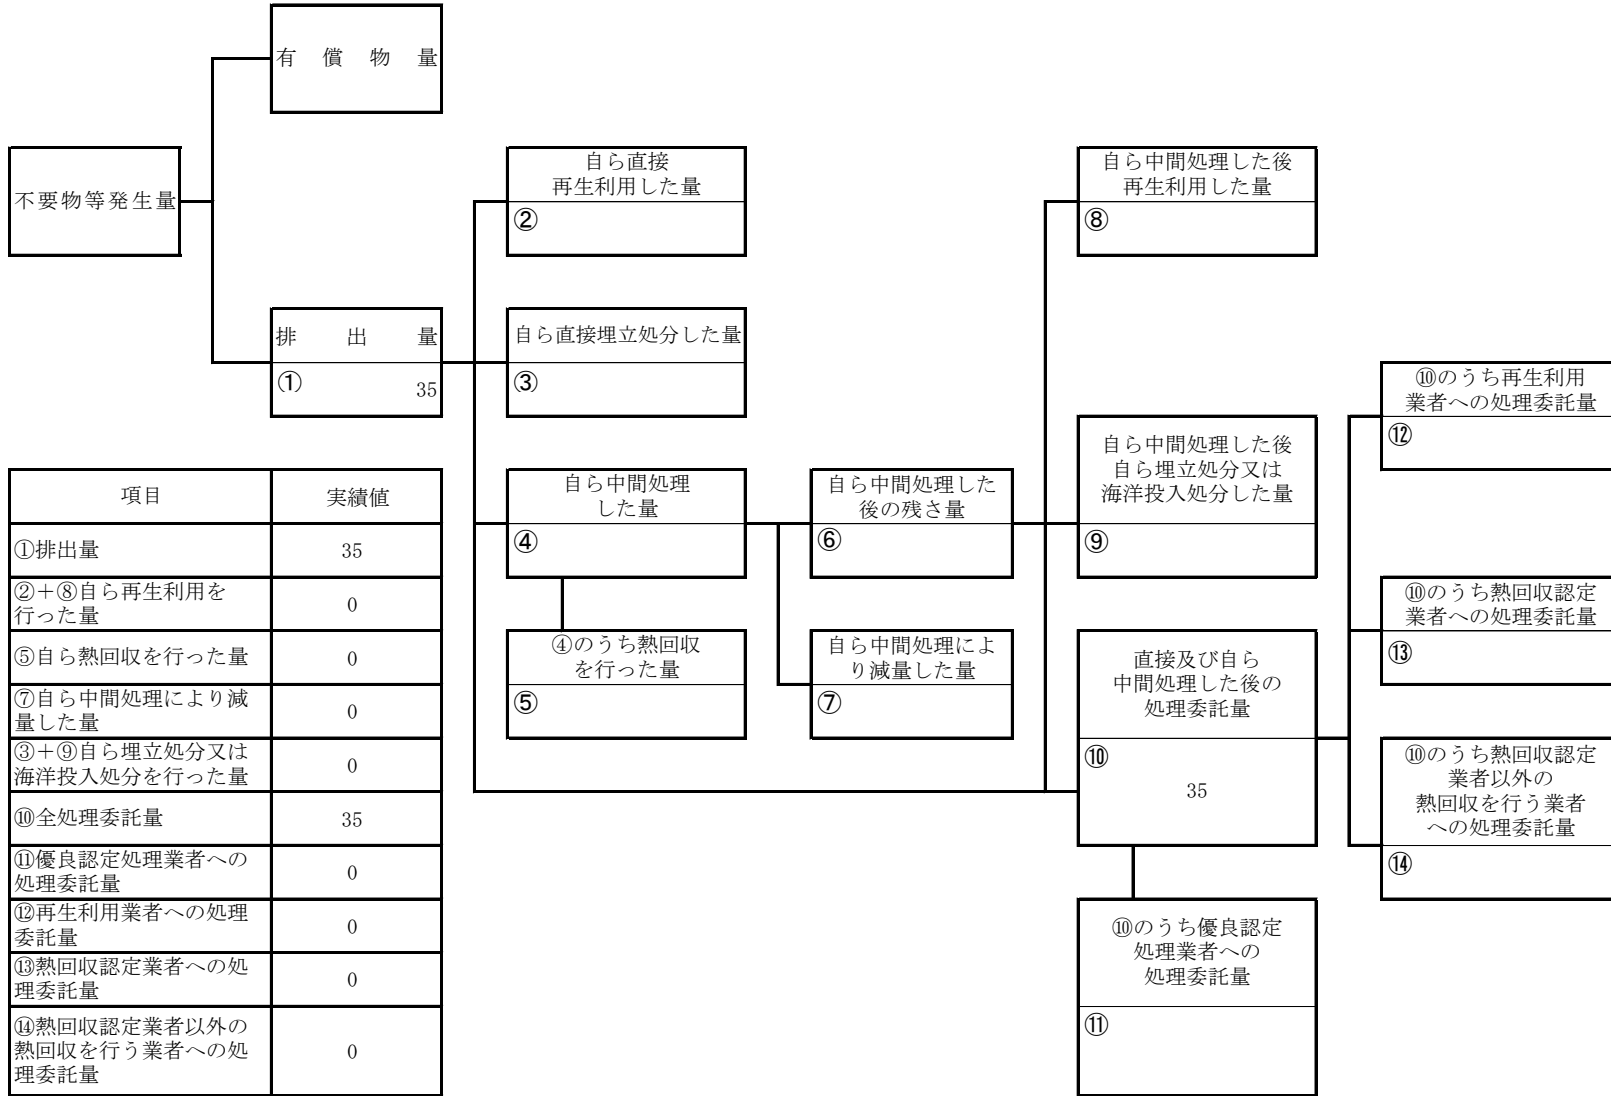 有償物量
不要物等発生量
排出量
①
35
自ら直接
再生利用した量
②
自ら直接埋立処分した量
③
自ら中間処理
した量
④
④のうち熱回収
を行った量
⑤
自ら中間処理した
後の残さ量
⑥
自ら中間処理によ
り減量した量
⑦
自ら中間処理した後
再生利用した量
⑧
自ら中間処理した後
自ら埋立処分又は
海洋投入処分した量
⑨
直接及び自ら
中間処理した後の
処理委託量
⑩
35
⑩のうち優良認定
処理業者への
処理委託量
⑪
⑩のうち再生利用
業者への処理委託量
⑫
⑩のうち熱回収認定
業者への処理委託量
⑬
⑩のうち熱回収認定
業者以外の
熱回収を行う業者
への処理委託量
⑭
項目 実績値
①排出量 35
②+⑧自ら再生利用を
行った量 0
⑤自ら熱回収を行った量 0
⑦自ら中間処理により減
量した量 0
③+⑨自ら埋立処分又は
海洋投入処分を行った量 0
⑩全処理委託量 35
⑪優良認定処理業者への
処理委託量 0
⑫再生利用業者への処理
委託量 0
⑬熱回収認定業者への処
理委託量 0
⑭熱回収認定業者以外の
熱回収を行う業者への処
理委託量 0